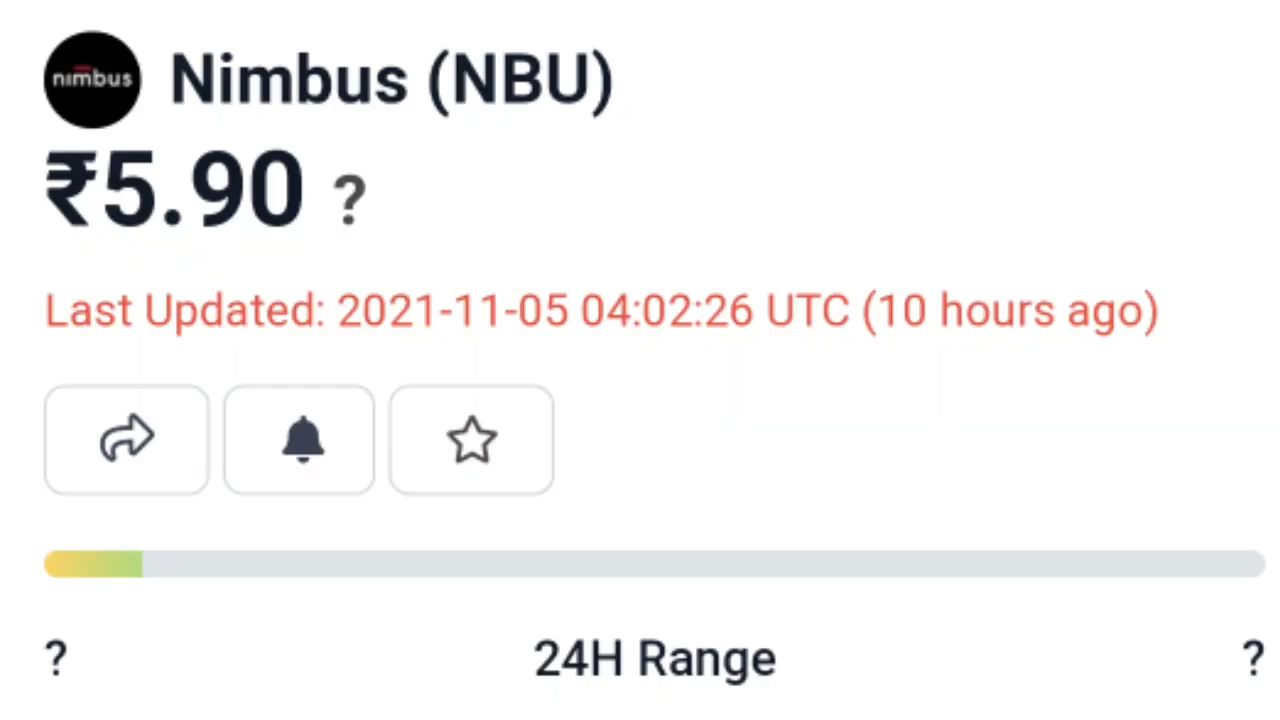 nimbus
Nimbus (NBU)
₹5.90 ?
Last Updated: 2021-11-05 04:02:26 UTC (10 hours ago)
? 24H Range ?